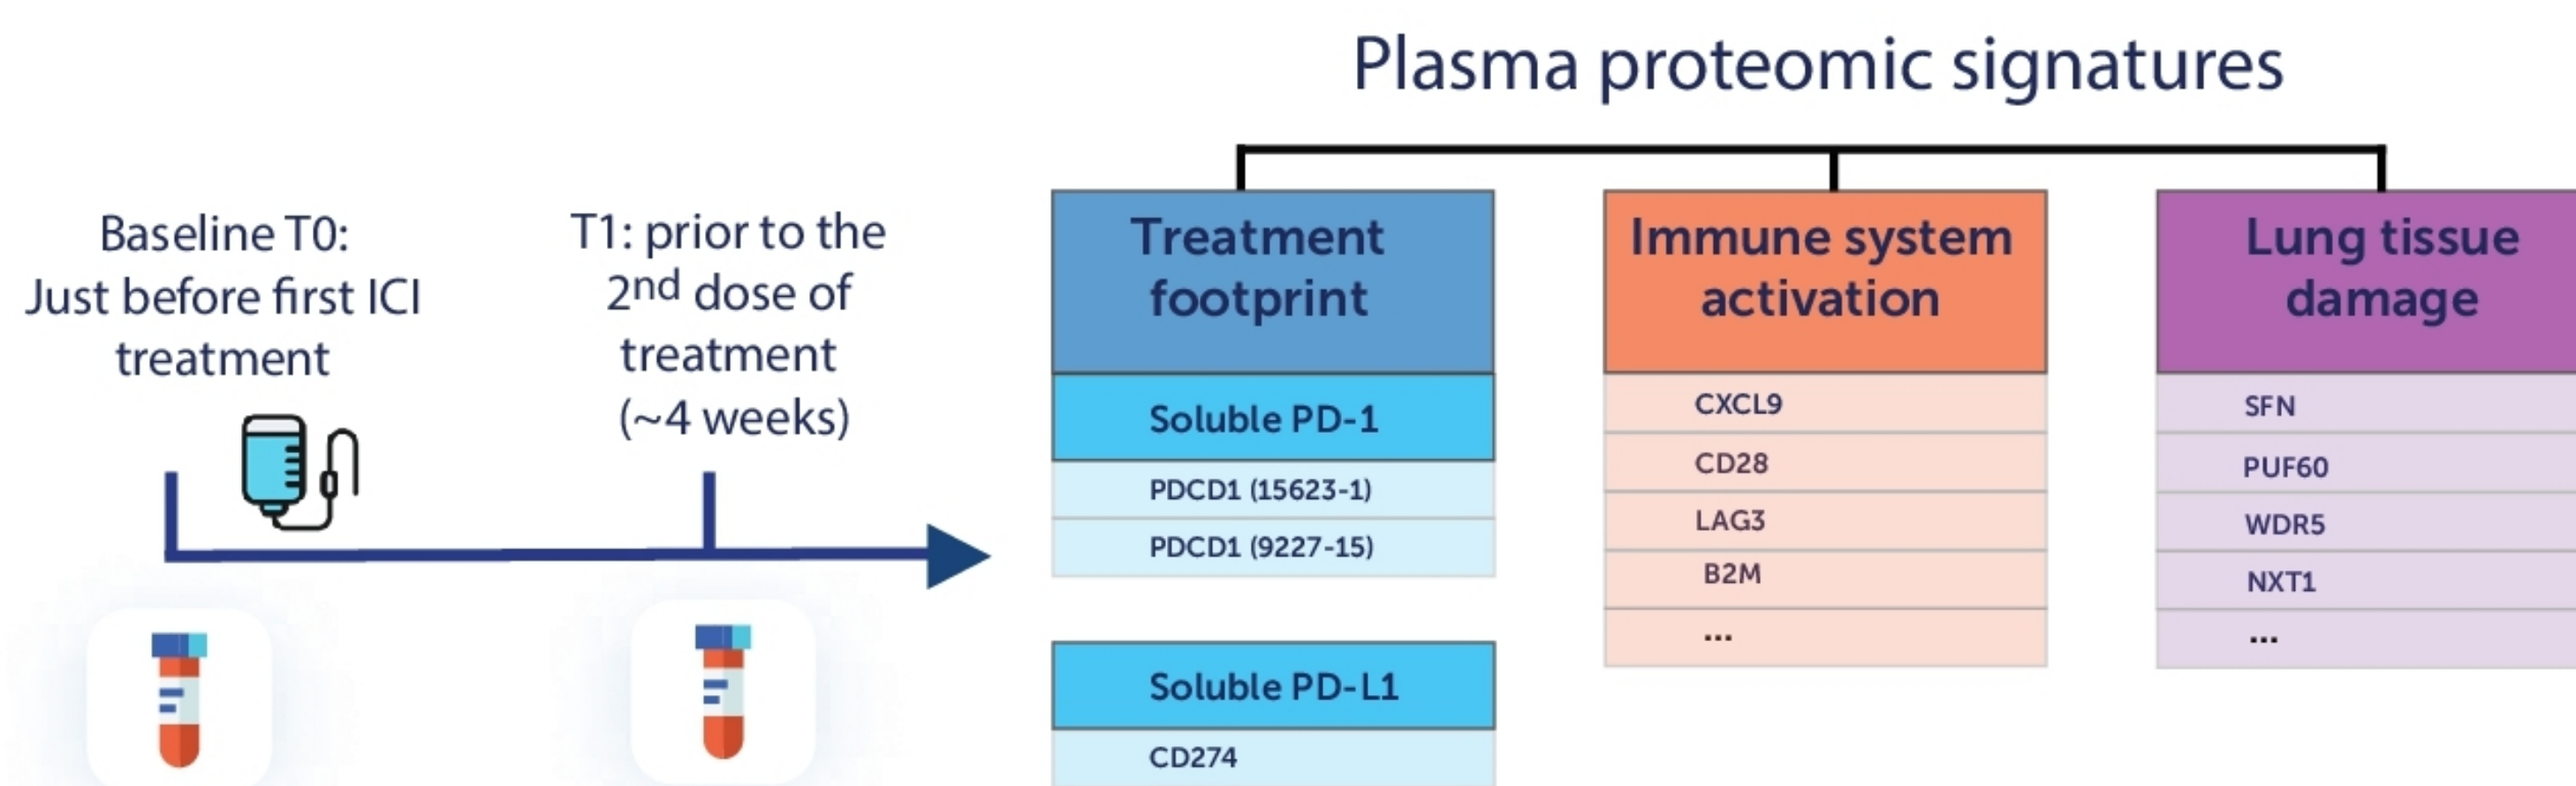 Plasma proteomic signatures
Baseline T0:
Just before first ICI
treatment
T1: prior to the
2nd dose of
treatment
(~4 weeks)
Treatment
footprint
Soluble PD-1
PDCD1 (15623-1)
PDCD1 (9227-15)
Soluble PD-L1
CD274
Immune system
activation
CXCL9
CD28
LAG3
B2M
...
Lung tissue
damage
SFN
PUF60
WDR5
NXT1
...